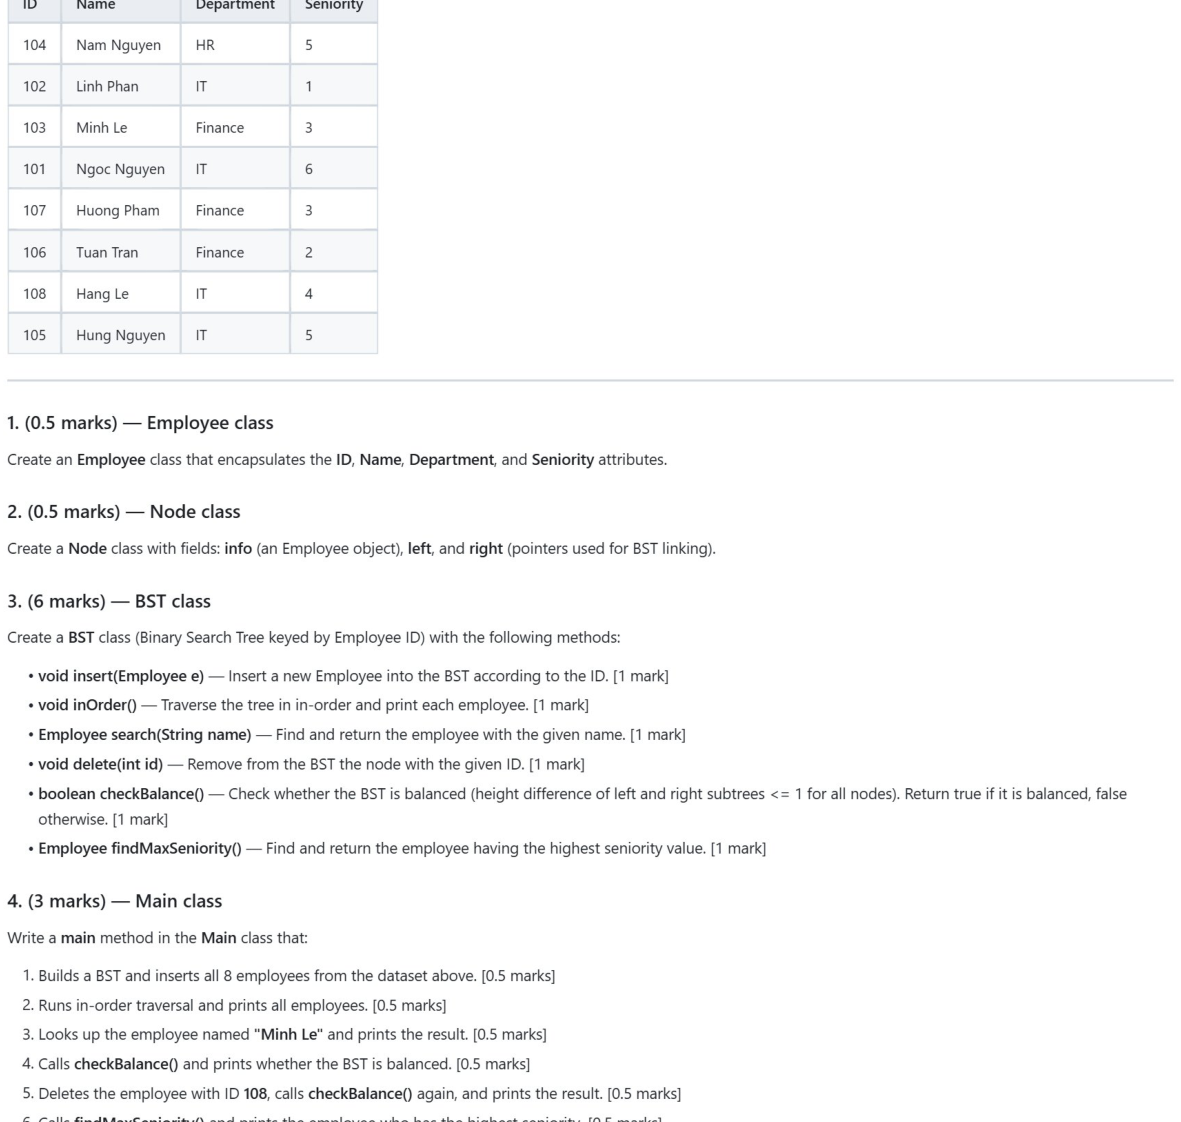 ID Name Department Seniority
104 Nam Nguyen HR 5
102 Linh Phan IT 1
103 Minh Le Finance 3
101 Ngoc Nguyen IT 6
107 Huong Pham Finance 3
106 Tuan Tran Finance 2
108 Hang Le IT 4
105 Hung Nguyen IT 5
1. (0.5 marks) — Employee class
Create an Employee class that encapsulates the ID, Name, Department, and Seniority attributes.
2. (0.5 marks) — Node class
Create a Node class with fields: info (an Employee object), left, and right (pointers used for BST linking).
3. (6 marks) — BST class
Create a BST class (Binary Search Tree keyed by Employee ID) with the following methods:
• void insert(Employee e) — Insert a new Employee into the BST according to the ID. [1 mark]
• void inOrder() — Traverse the tree in in-order and print each employee. [1 mark]
• Employee search(String name) — Find and return the employee with the given name. [1 mark]
• void delete(int id) — Remove from the BST the node with the given ID. [1 mark]
• boolean checkBalance() — Check whether the BST is balanced (height difference of left and right subtrees <= 1 for all nodes). Return true if it is balanced, false
otherwise. [1 mark]
• Employee findMaxSeniority() — Find and return the employee having the highest seniority value. [1 mark]
4. (3 marks) — Main class
Write a main method in the Main class that:
1. Builds a BST and inserts all 8 employees from the dataset above. [0.5 marks]
2. Runs in-order traversal and prints all employees. [0.5 marks]
3. Looks up the employee named "Minh Le" and prints the result. [0.5 marks]
4. Calls checkBalance() and prints whether the BST is balanced. [0.5 marks]
5. Deletes the employee with ID 108, calls checkBalance() again, and prints the result. [0.5 marks]
6. Calls findMaxSeniority() and prints the employee who has the highest seniority. [0.5 marks]